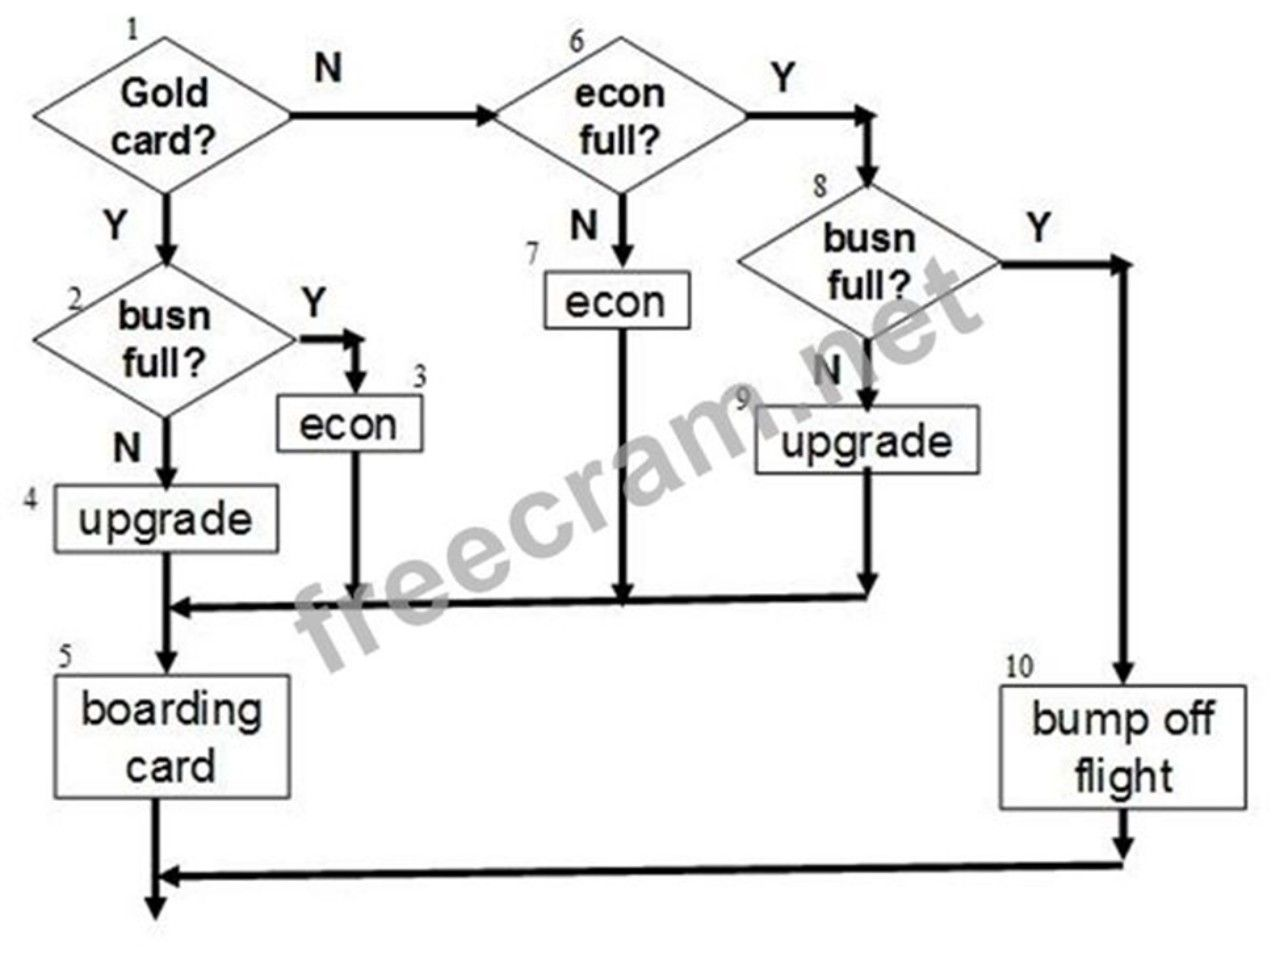 1
Gold
card?
N
6
econ
full?
Y
Y
N
7
econ
8
busn
full?
Y
2
busn
full?
Y
3
econ
N
4
upgrade
N
9
upgrade
freecram.net
5
boarding
card
10
bump off
flight